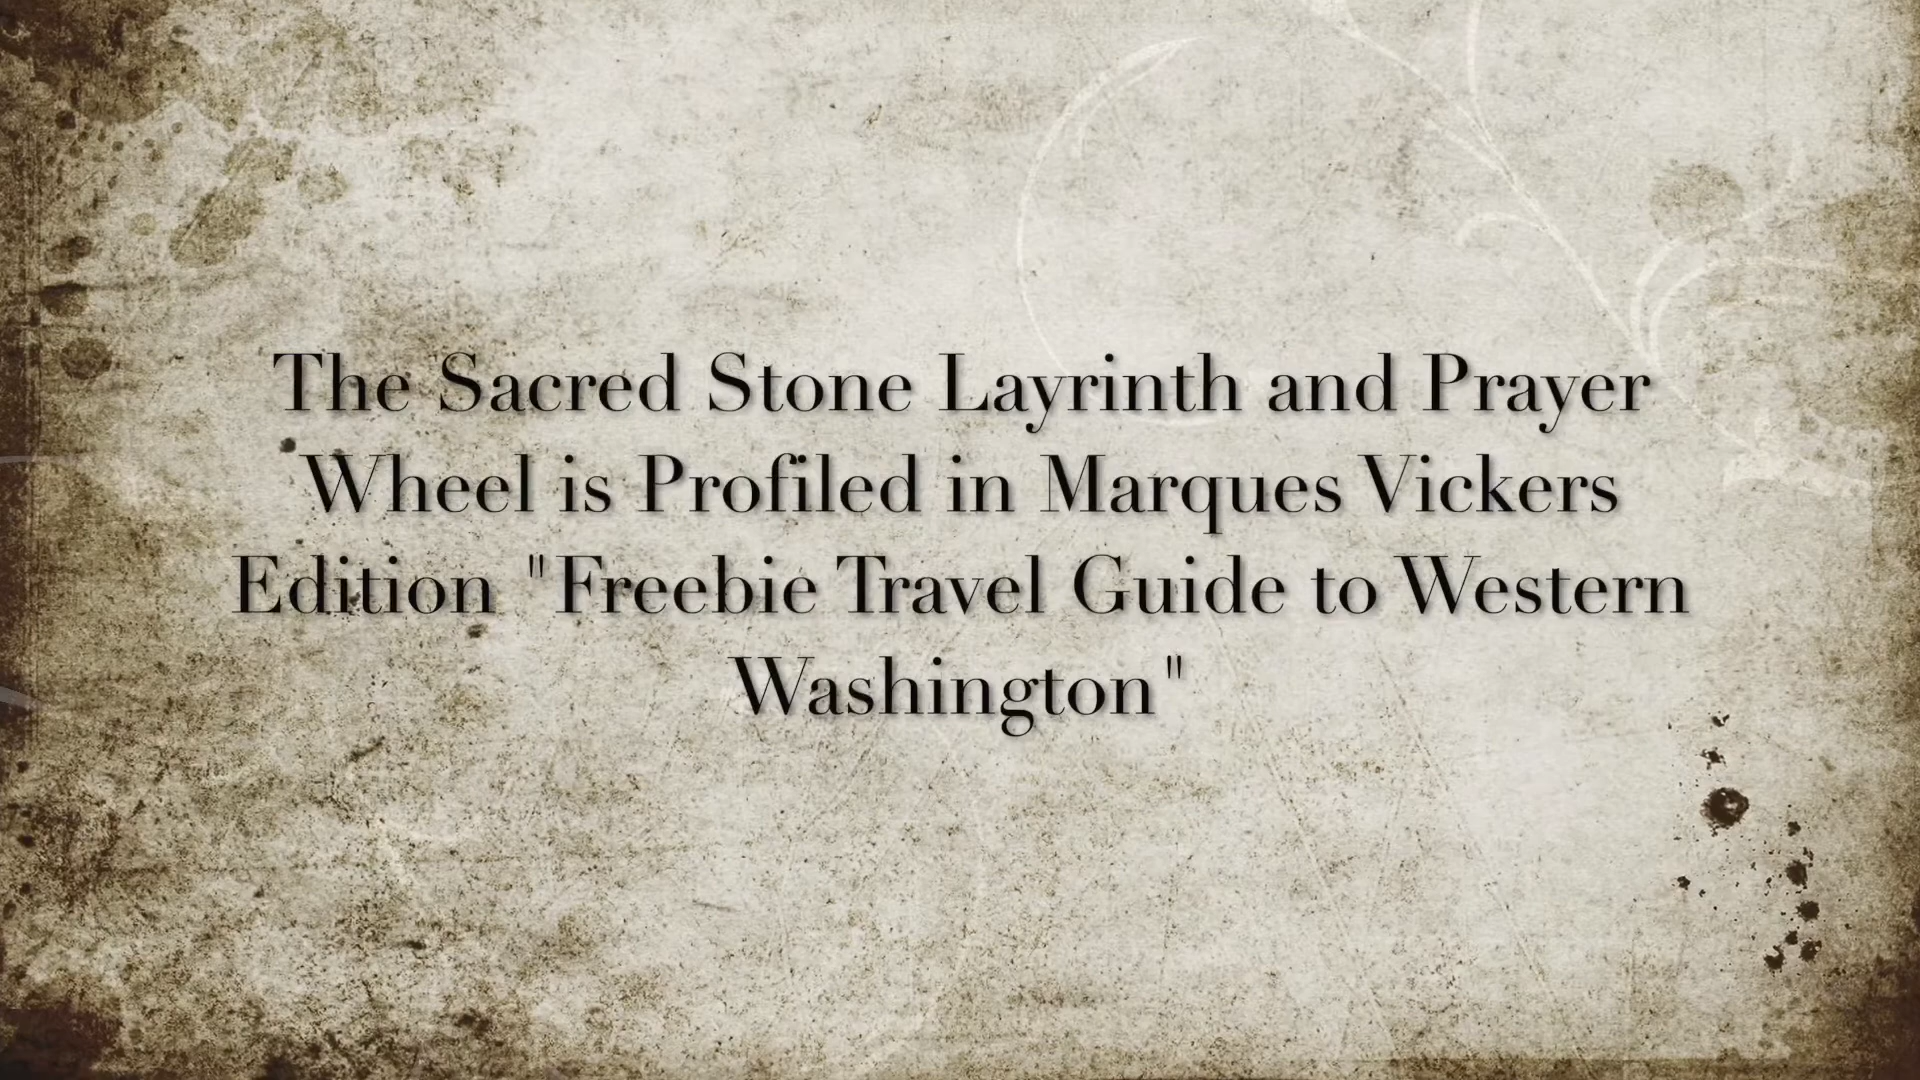 The Sacred Stone Layrinth and Prayer
Wheel is Profiled in Marques Vickers
Edition "Freebie Travel Guide to Western
Washington"